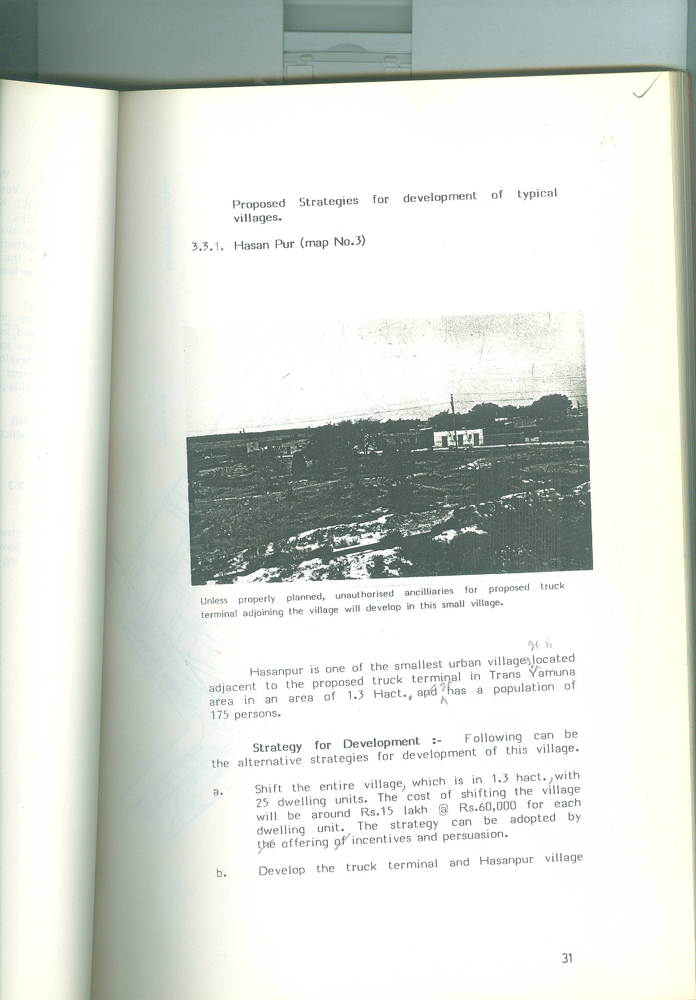 Proposed Strategies for development of typical
villages.
3.3.1. Hasan Pur (map No.3)
Unless properly planned, unauthorised ancilliaries for proposed truck
terminal adjoining the village will develop in this small village.
It is
Hasanpur is one of the smallest urban villages located
adjacent to the proposed truck terminal in Trans Yamuna
area in an area of 1.3 Hact., and it has a population of
175 persons.
Strategy for Development :- Following can be
the alternative strategies for development of this village.
a. Shift the entire village, which is in 1.3 hact., with
25 dwelling units. The cost of shifting the village
will be around Rs.15 lakh @ Rs.60,000 for each
dwelling unit. The strategy can be adopted by
the offering of incentives and persuasion.
b. Develop the truck terminal and Hasanpur village
31